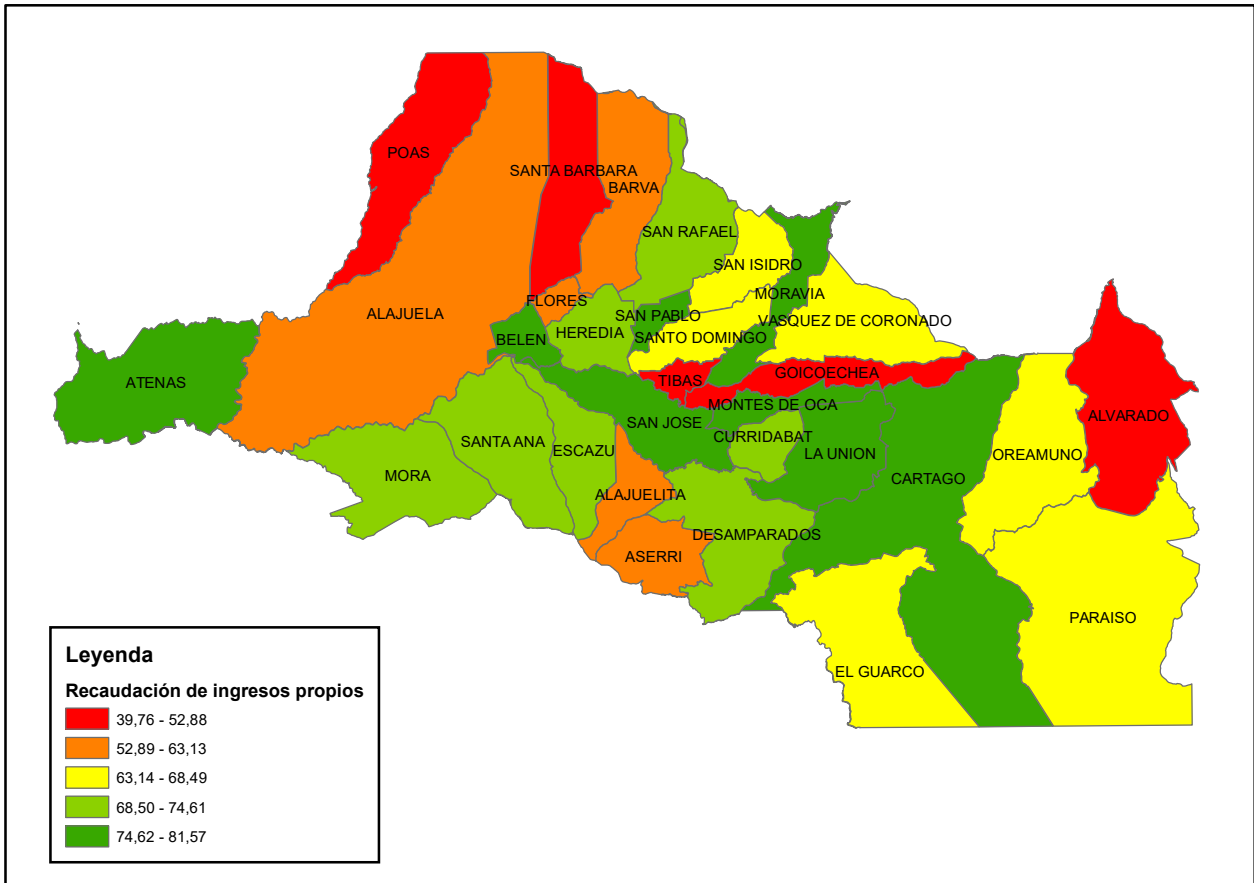 POAS
SANTA BARBARA
BARVA
SAN RAFAEL
SAN ISIDRO
MORAVIA
FLORES
ALAJUELA
SAN PABLO
VASQUEZ DE CORONADO
HEREDIA
BELEN
SANTO DOMINGO
GOICOECHEA
TIBAS
ATENAS
MONTES DE OCA
ALVARADO
SAN JOSE
CURRIDABAT
SANTA ANA
ESCAZU
LA UNION
OREAMUNO
MORA
CARTAGO
ALAJUELITA
DESAMPARADOS
ASERRI
PARAISO
EL GUARCO
Leyenda
Recaudación de ingresos propios
39,76 - 52,88
52,89 - 63,13
63,14 - 68,49
68,50 - 74,61
74,62 - 81,57